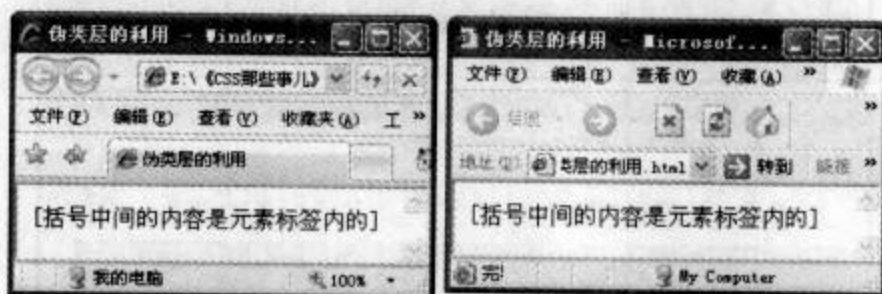 伪类层的利用 - Windows...
E:\《CSS那些事儿》
文件(F) 编辑(E) 查看(V) 收藏夹(A) 工 »
伪类层的利用
[括号中间的内容是元素标签内的]
我的电脑 100%
伪类层的利用 - Microsof...
文件(F) 编辑(E) 查看(V) 收藏(A) »
后退 »
地址(D) 类层的利用.html 转到 »
[括号中间的内容是元素标签内的]
完! My Computer